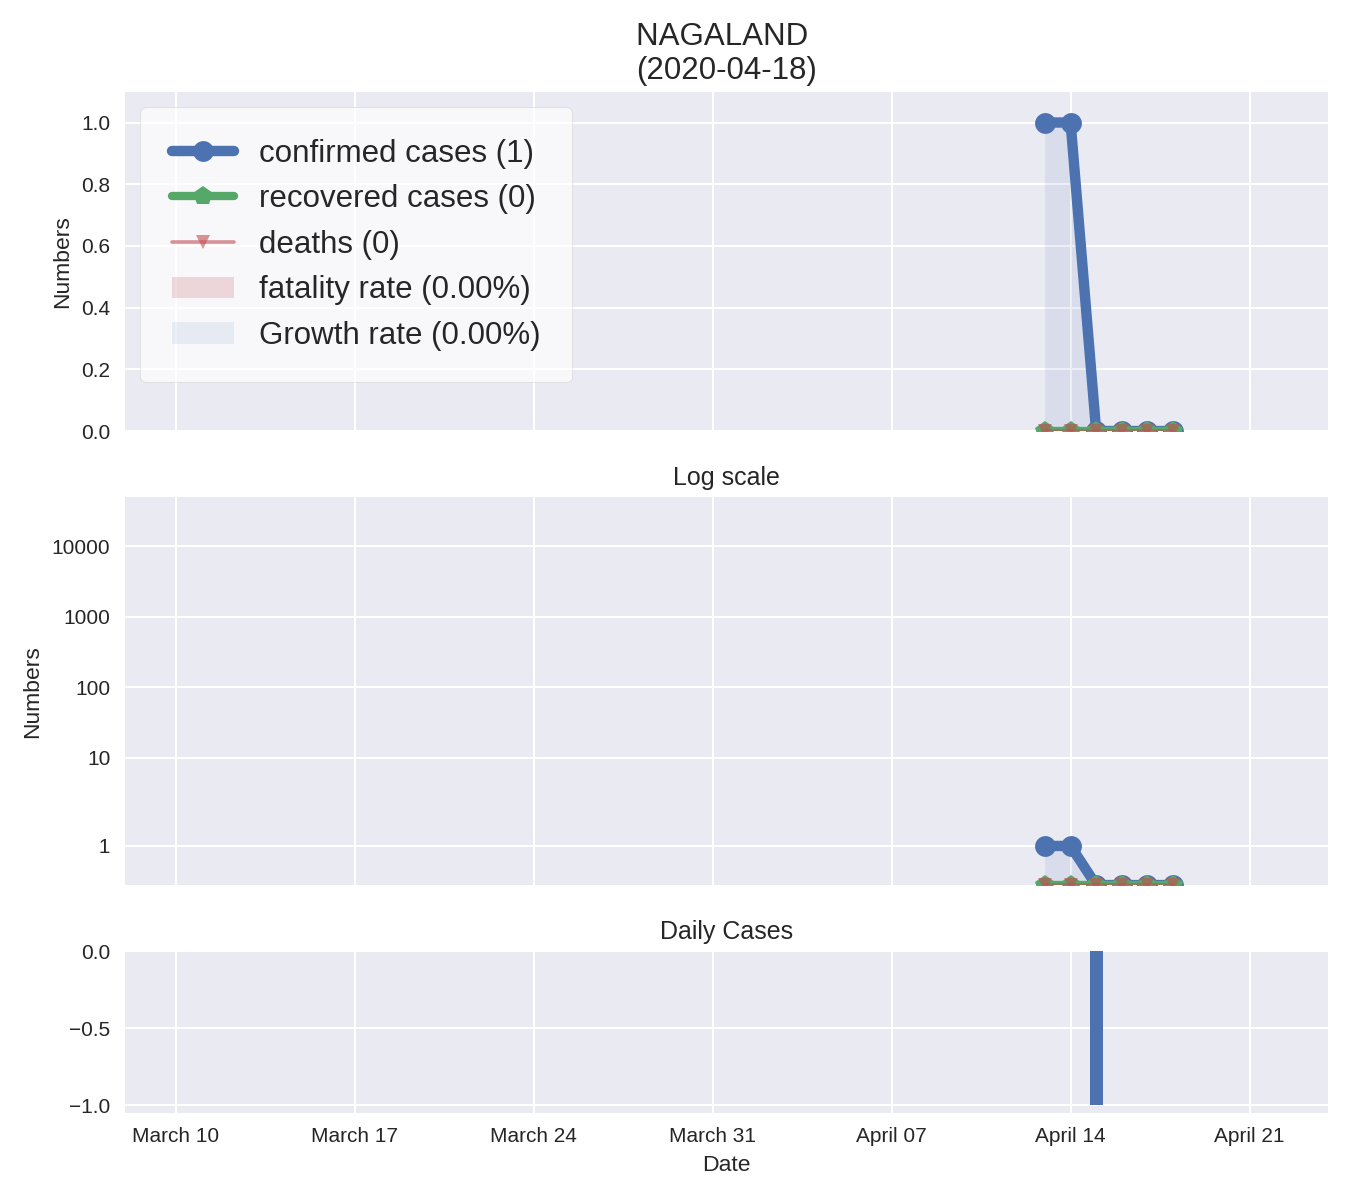 NAGALAND
(2020-04-18)
1.0
0.8
0.6
0.4
0.2
0.0
Numbers
confirmed cases (1)
recovered cases (0)
deaths (0)
fatality rate (0.00%)
Growth rate (0.00%)
Log scale
10000
1000
100
10
1
Numbers
Daily Cases
0.0
−0.5
−1.0
March 10
March 17
March 24
March 31
April 07
April 14
April 21
Date